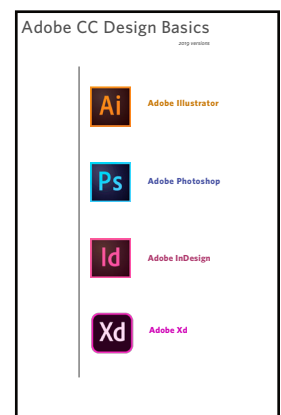 Adobe CC Design Basics
2019 versions
Ai
Adobe Illustrator
Ps
Adobe Photoshop
Id
Adobe InDesign
Xd
Adobe Xd